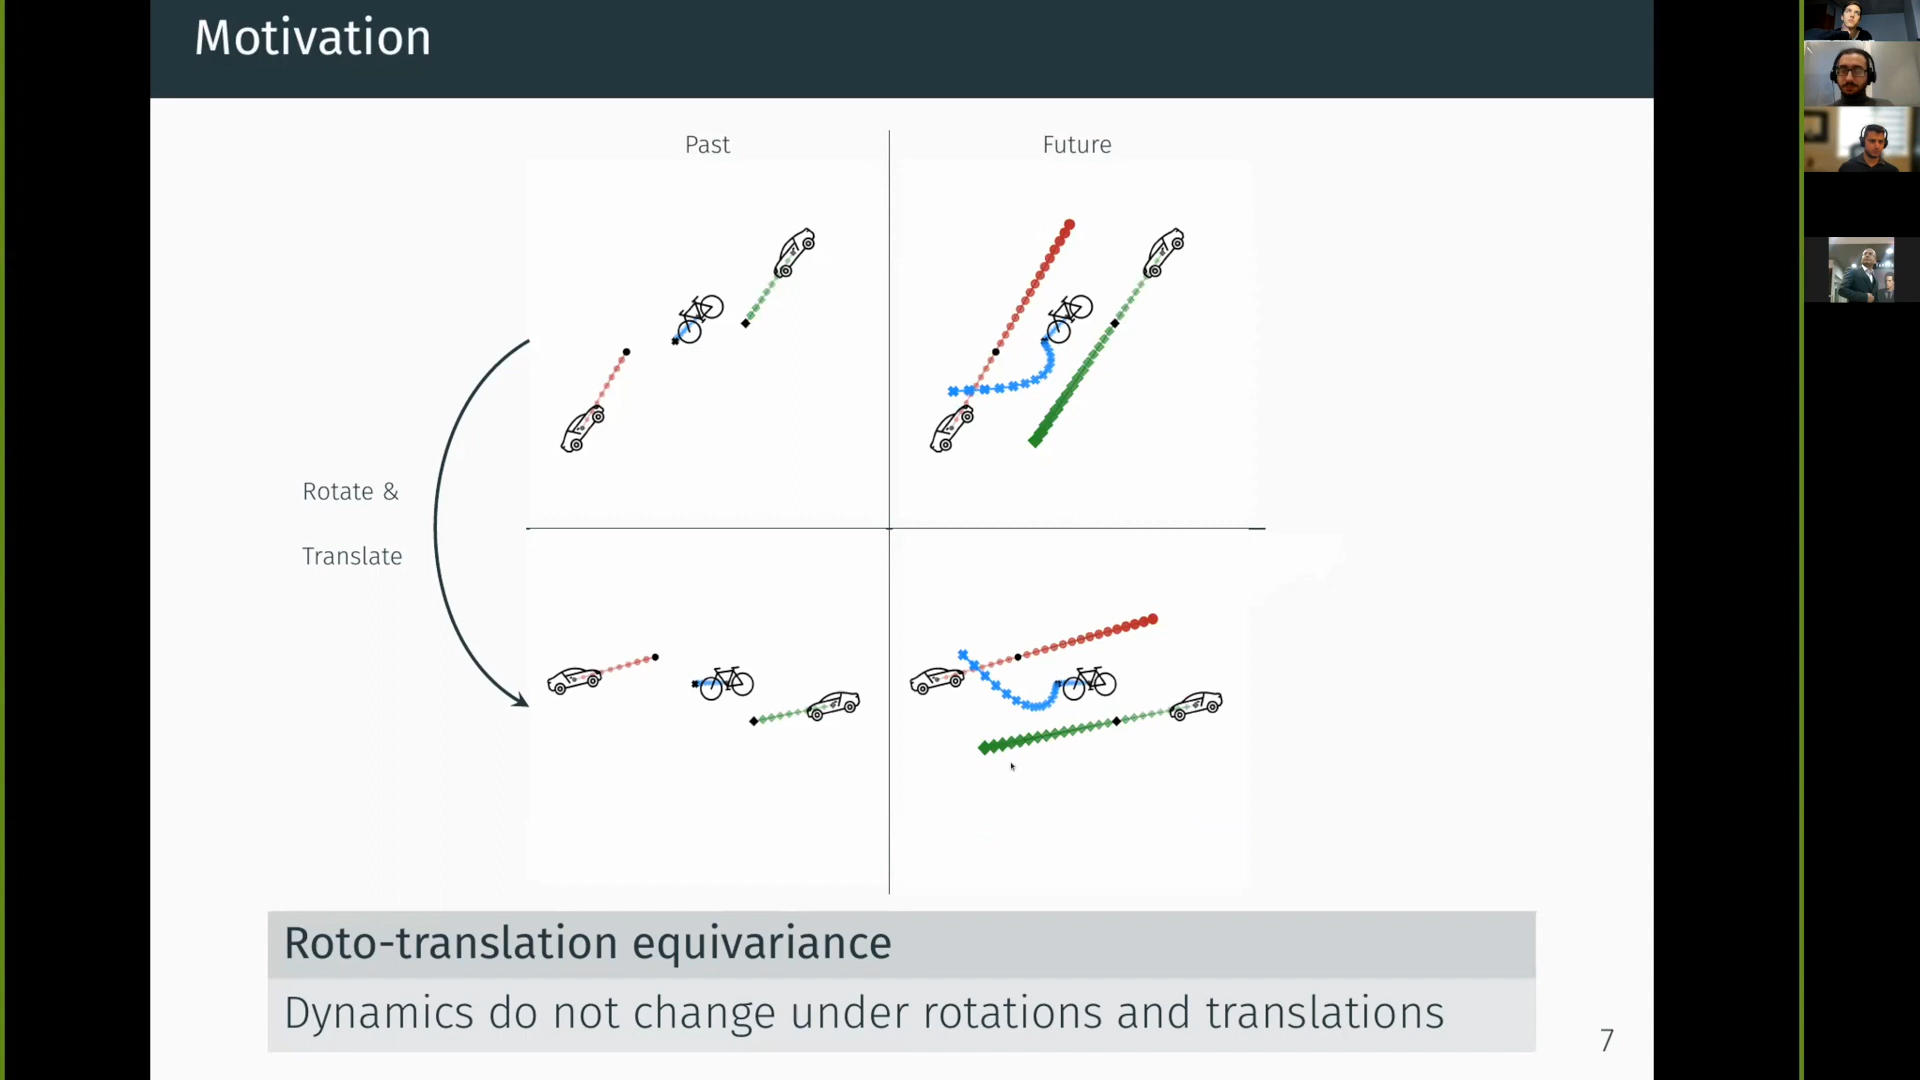 Motivation
Past
Future
Rotate &
Translate
Roto-translation equivariance
Dynamics do not change under rotations and translations
7